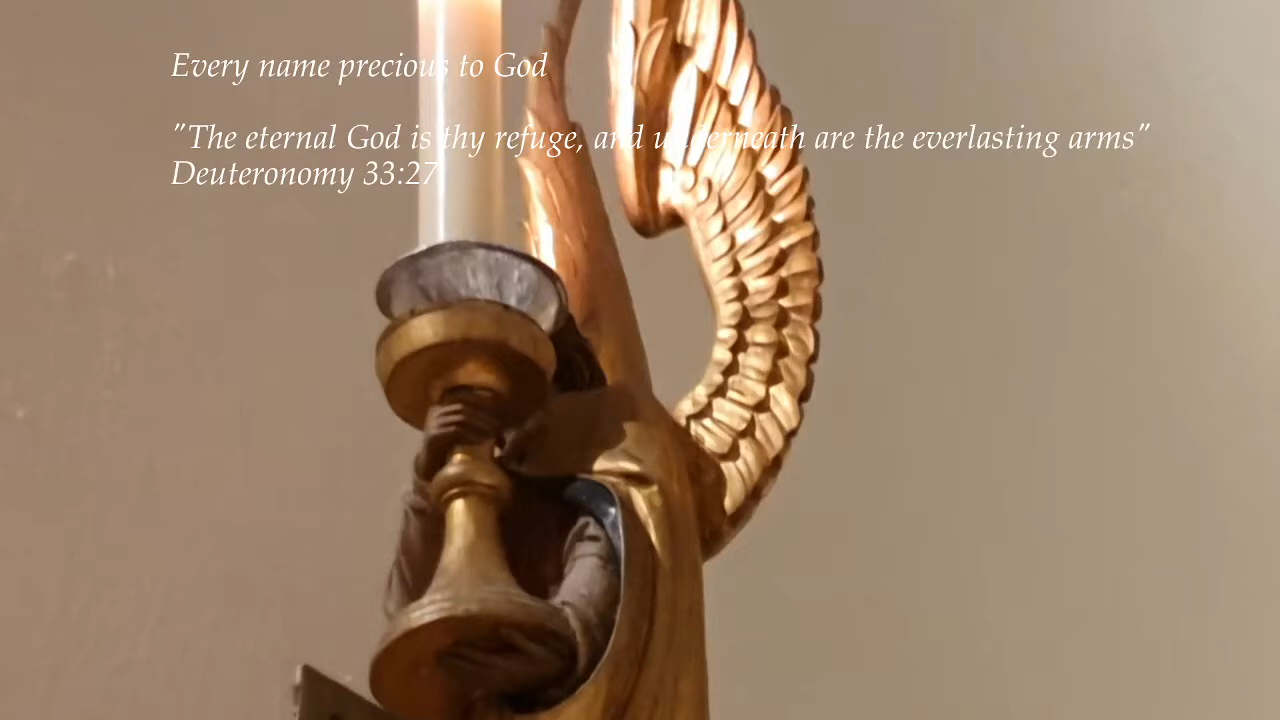 Every name precious to God
"The eternal God is thy refuge, and underneath are the everlasting arms"
Deuteronomy 33:27